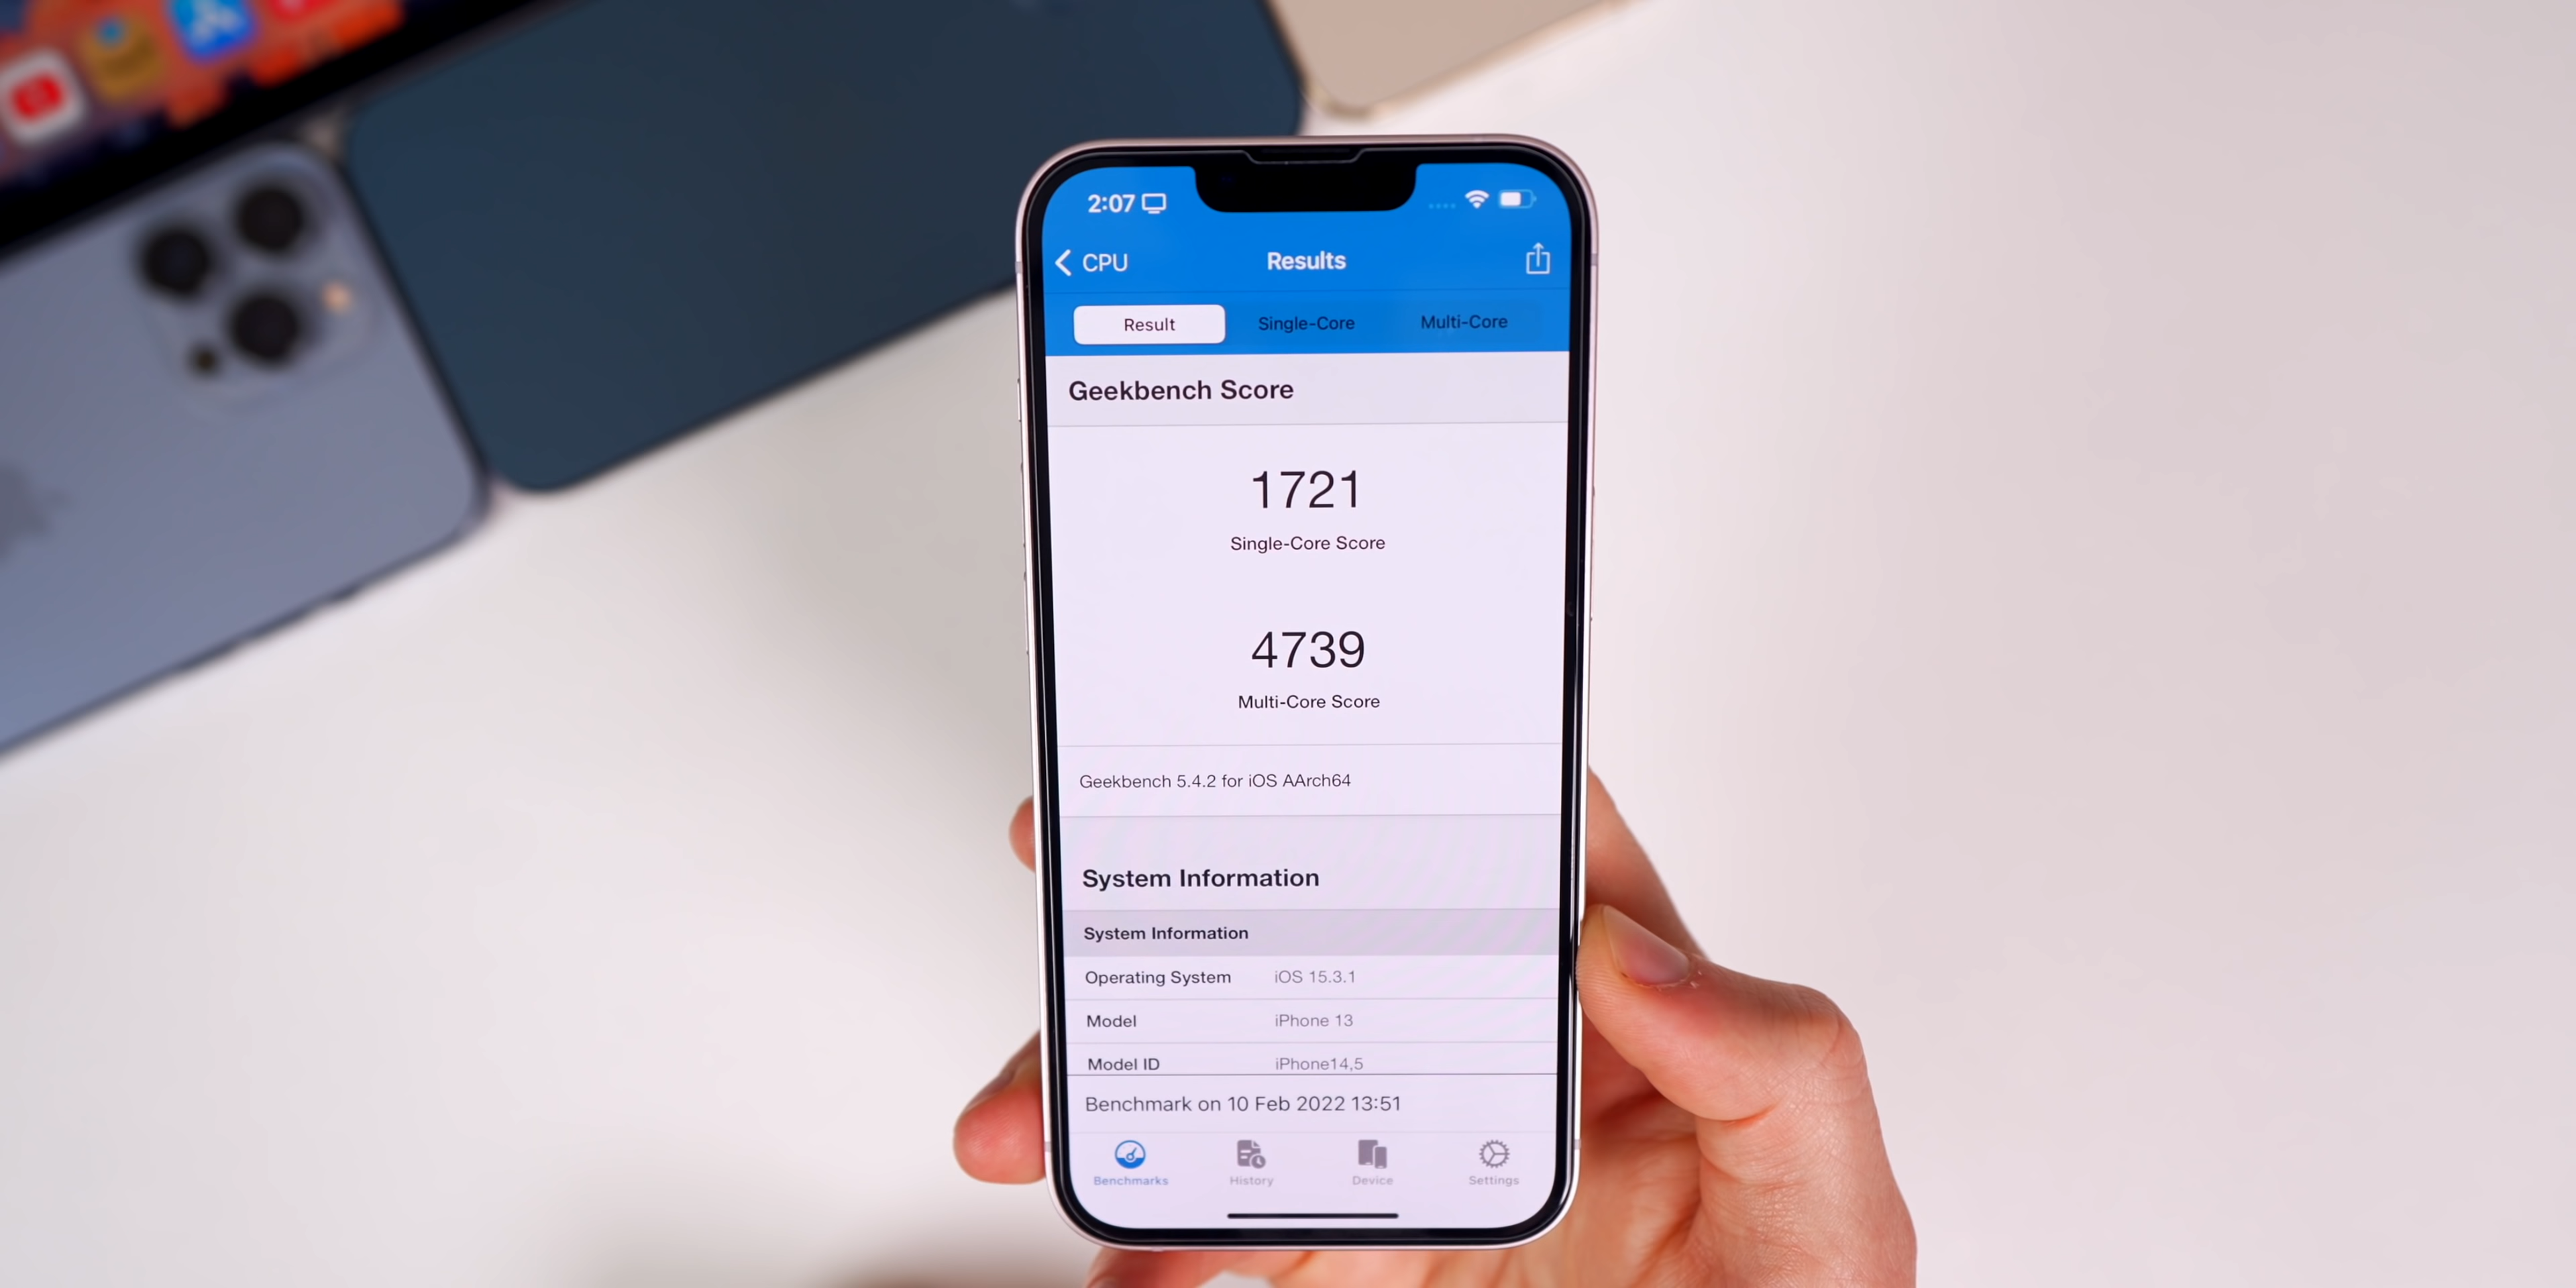 2:07
CPU Results
Result Single-Core Multi-Core
Geekbench Score
1721
Single-Core Score
4739
Multi-Core Score
Geekbench 5.4.2 for iOS AArch64
System Information
System Information
Operating System iOS 15.3.1
Model iPhone 13
Model ID iPhone14,5
Benchmark on 10 Feb 2022 13:51
Benchmarks History Device Settings